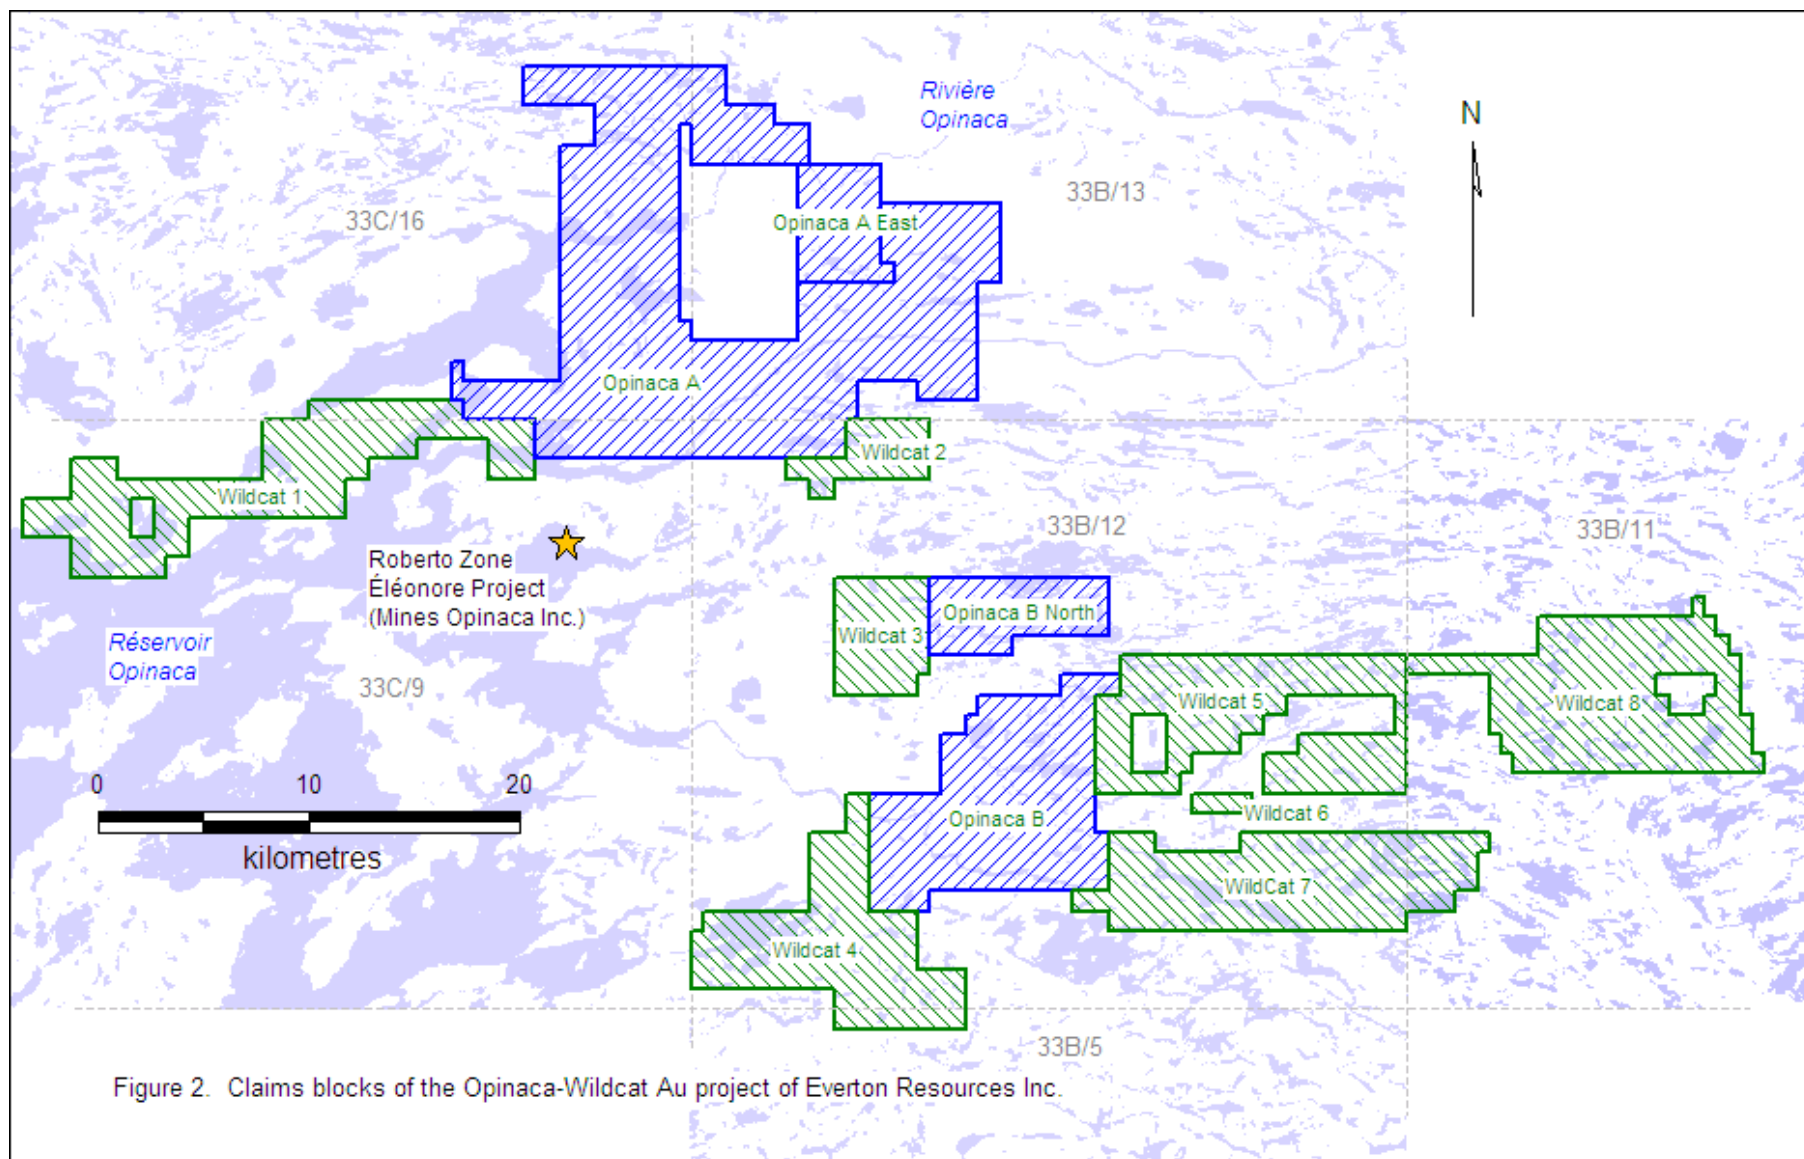 Rivière
Opinaca
N
33B/13
33C/16
Opinaca A East
Opinaca A
Wildcat 2
Wildcat 1
33B/12
33B/11
Roberto Zone
Éléonore Project
(Mines Opinaca Inc.)
Opinaca B North
Wildcat 3
Réservoir
Opinaca
33C/9
Wildcat 5
Wildcat 8
0 10 20
kilometres
Opinaca B
Wildcat 6
WildCat 7
Wildcat 4
33B/5
Figure 2. Claims blocks of the Opinaca-Wildcat Au project of Everton Resources Inc.